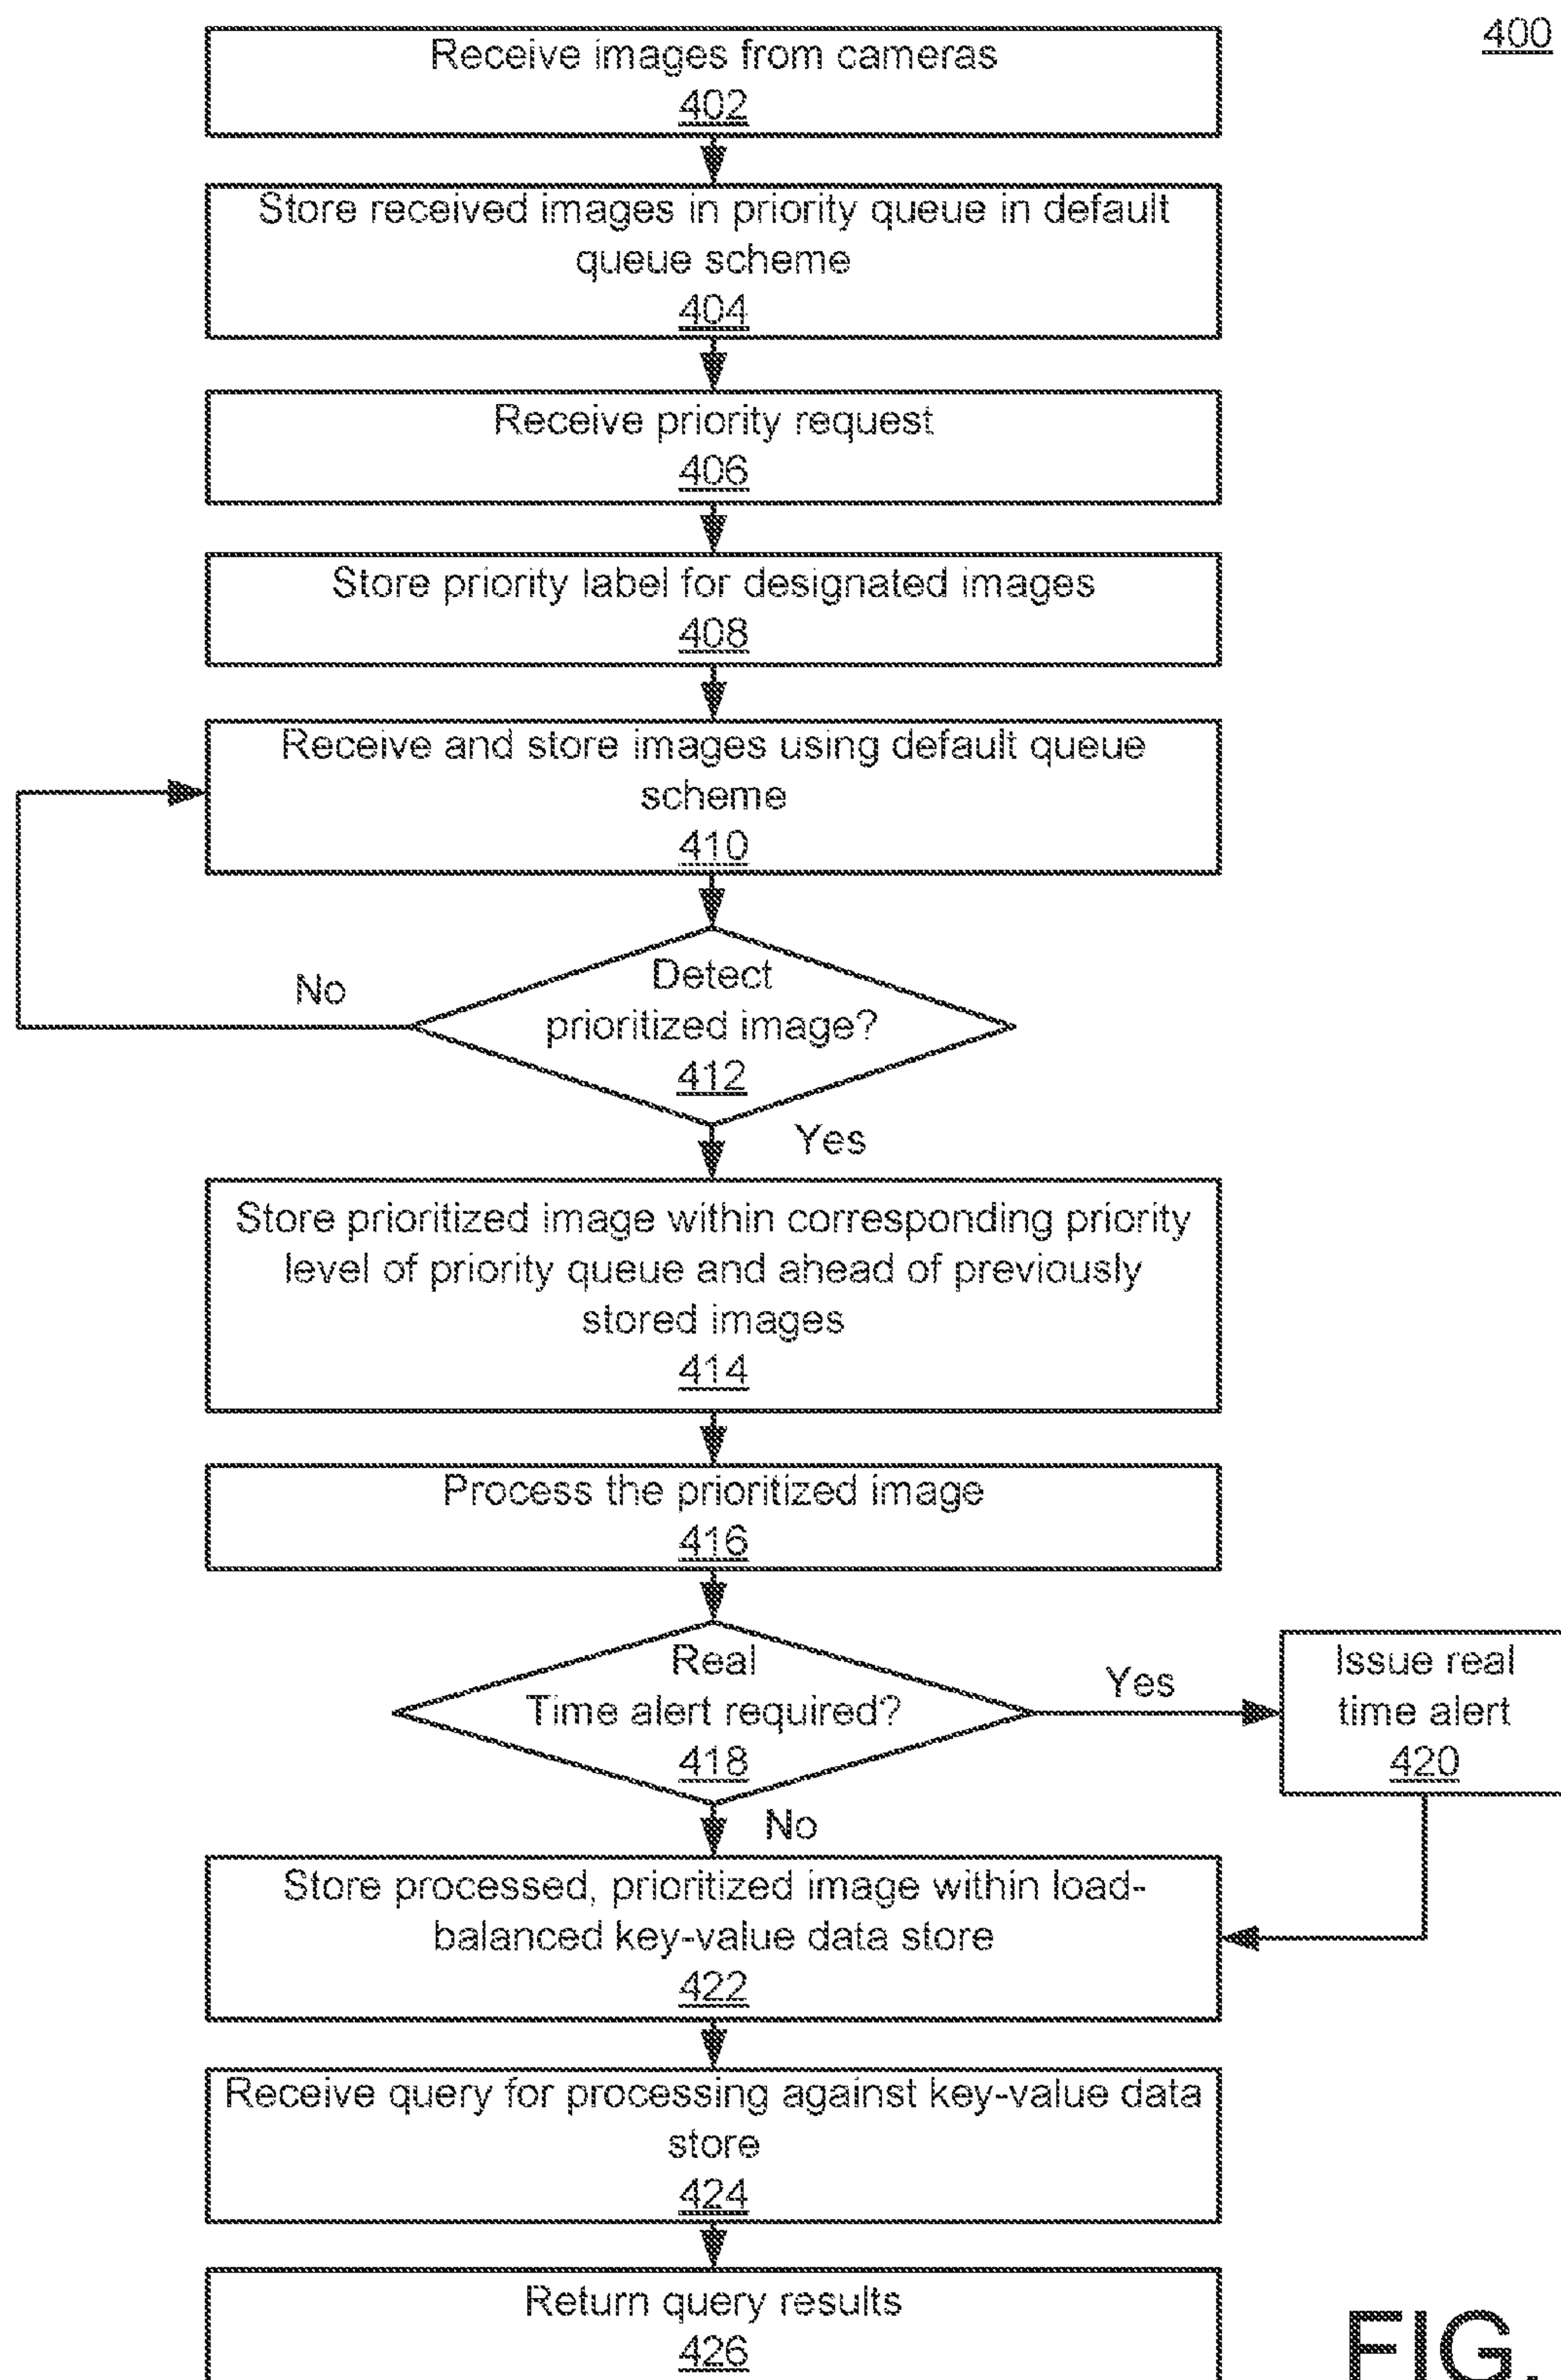 400
Receive images from cameras
402
Store received images in priority queue in default
queue scheme
404
Receive priority request
406
Store priority label for designated images
408
Receive and store images using default queue
scheme
410
Detect
prioritized image?
412
No
Yes
Store prioritized image within corresponding priority
level of priority queue and ahead of previously
stored images
414
Process the prioritized image
416
Real
Time alert required?
418
Yes
Issue real
time alert
420
No
Store processed, prioritized image within load-
balanced key-value data store
422
Receive query for processing against key-value data
store
424
Return query results
426
FIG.